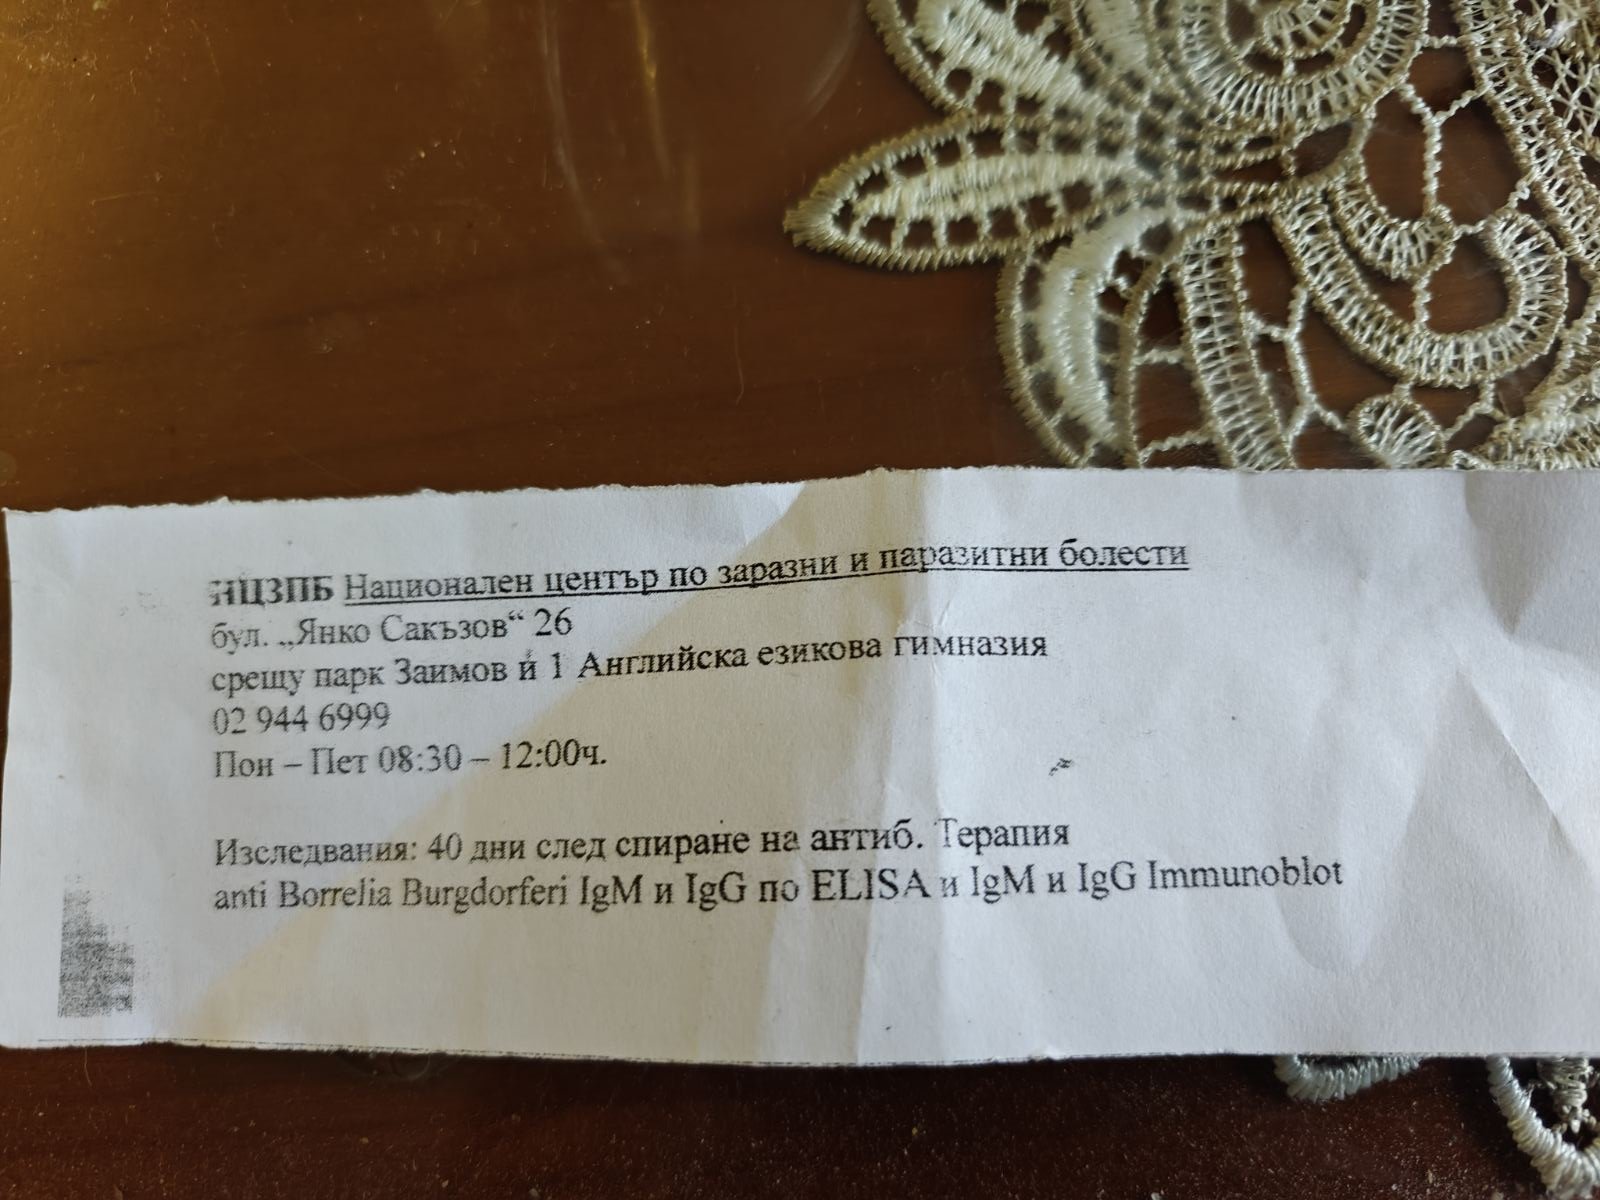 НЦЗПБ Национален център по заразни и паразитни болести
бул. „Янко Сакъзов“ 26
срещу парк Заимов и 1 Английска езикова гимназия
02 944 6999
Пон – Пет 08:30 – 12:00ч.
Изследвания: 40 дни след спиране на антиб. Терапия
anti Borrelia Burgdorferi IgM и IgG по ELISA и IgM и IgG Immunoblot